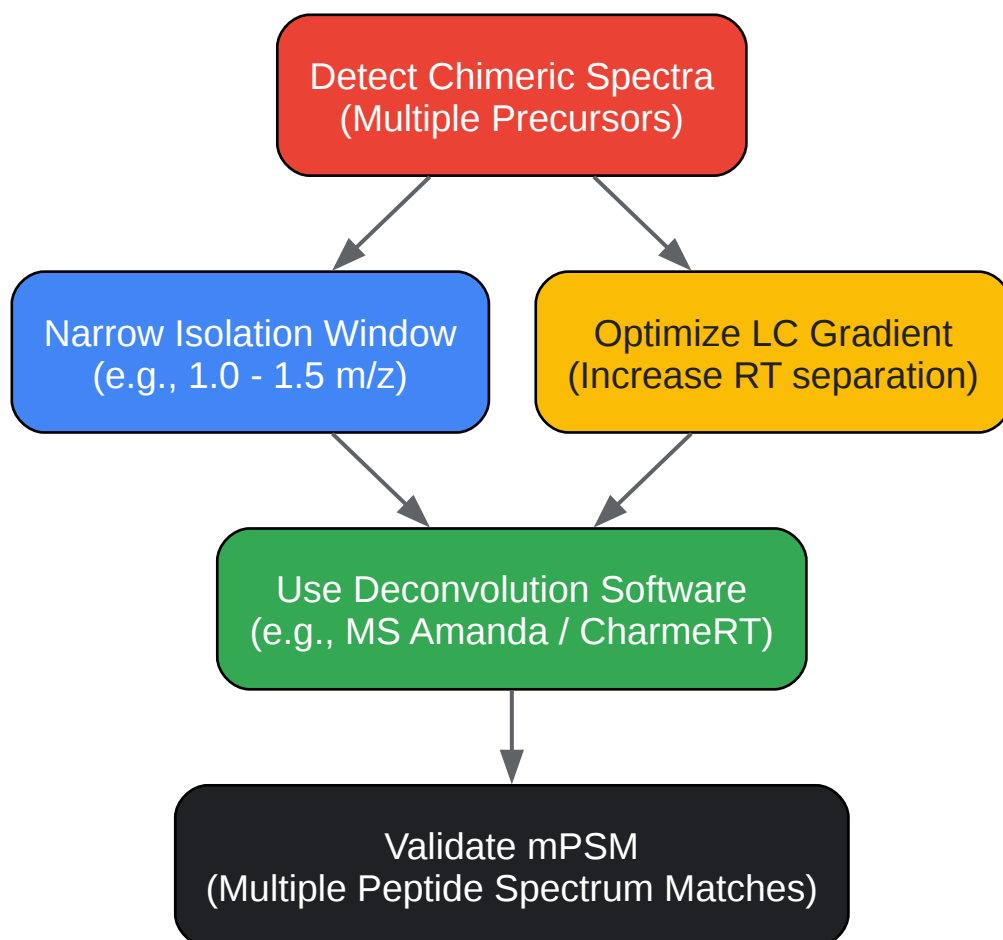 Detect Chimeric Spectra
(Multiple Precursors)
Narrow Isolation Window
(e.g., 1.0 - 1.5 m/z)
Optimize LC Gradient
(Increase RT separation)
Use Deconvolution Software
(e.g., MS Amanda / CharmeRT)
Validate mPSM
(Multiple Peptide Spectrum Matches)